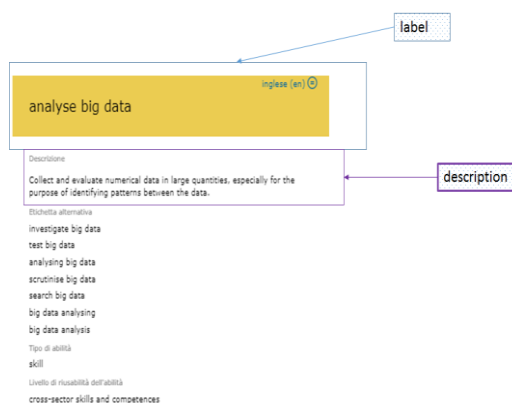 label
inglese (en)
analyse big data
Descrizione
Collect and evaluate numerical data in large quantities, especially for the
purpose of identifying patterns between the data.
description
Etichetta alternativa
investigate big data
test big data
analysing big data
scrutinise big data
search big data
big data analysing
big data analysis
Tipo di abilità
skill
Livello di riusabilità dell'abilità
cross-sector skills and competences